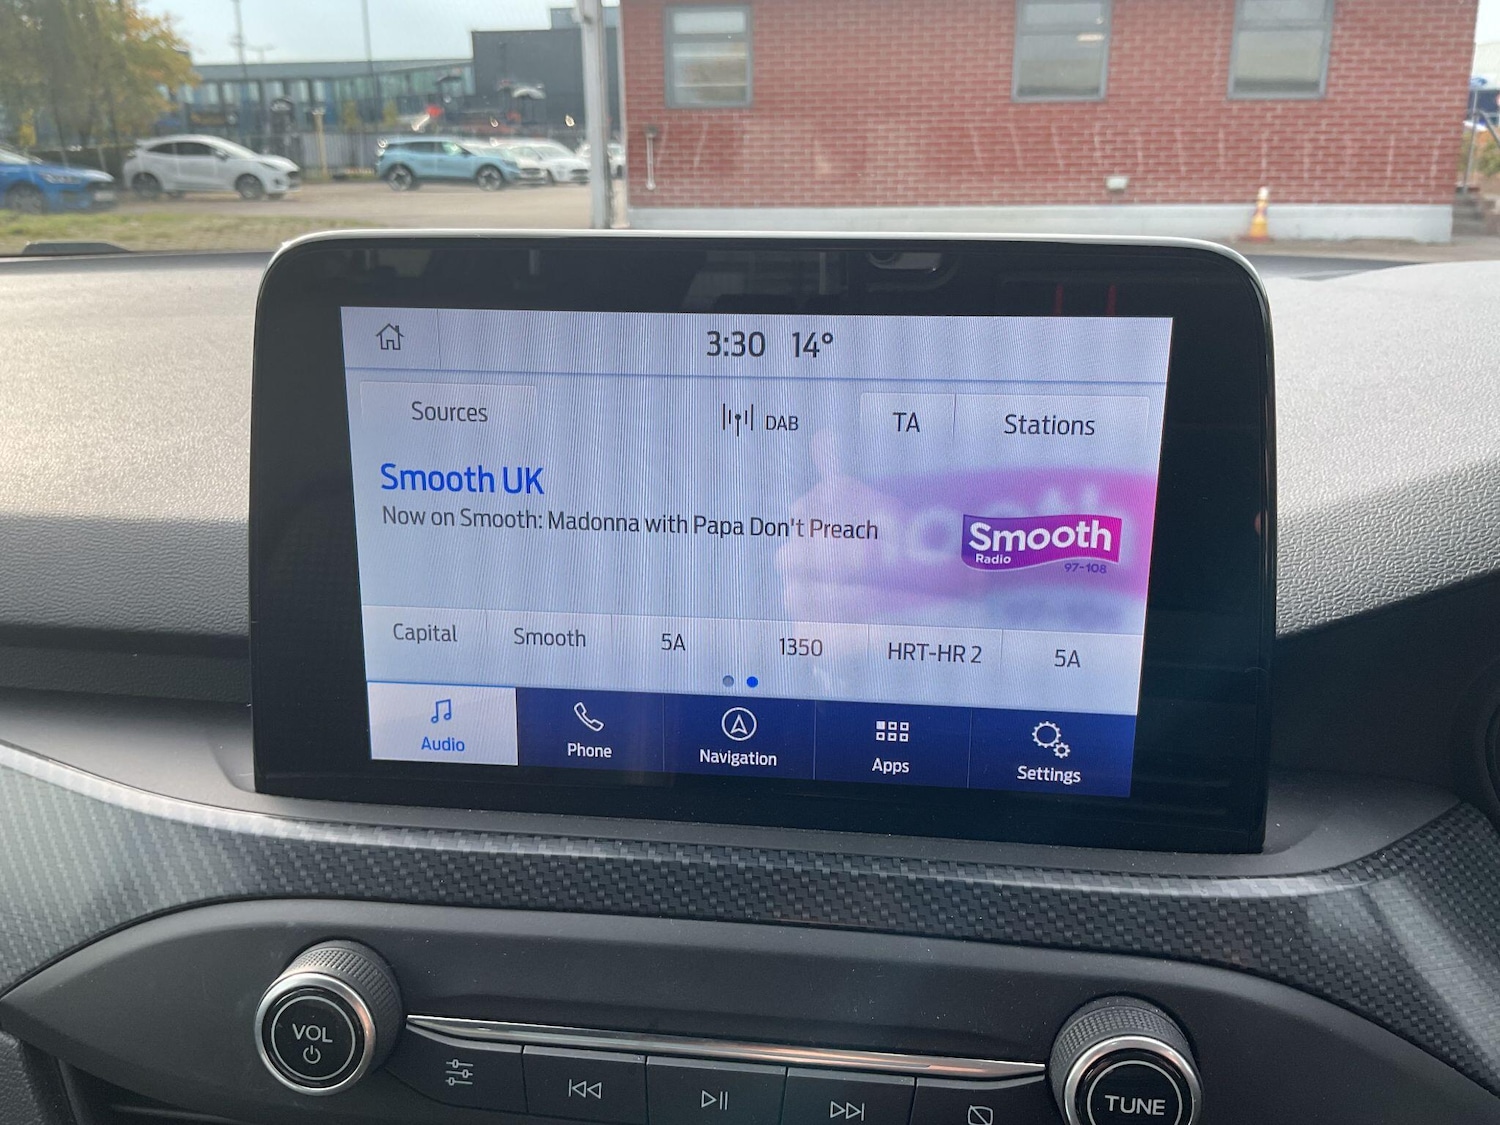 3:30 14°
Sources DAB TA Stations
Smooth UK
Now on Smooth: Madonna with Papa Don't Preach
Smooth
Radio
97-108
Capital Smooth 5A 1350 HRT-HR 2 5A
Audio Phone Navigation Apps Settings
VOL
TUNE